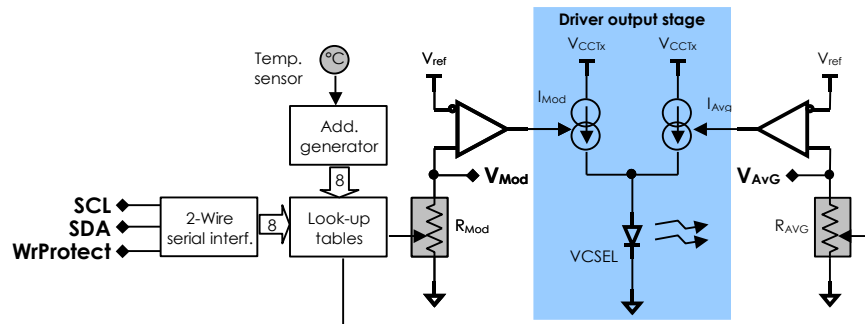 Driver output stage
Temp.
sensor
°C
V_ref
V_CCTx
V_CCTx
V_ref
I_Mod
I_Avg
Add.
generator
8
V_Mod
V_AvG
SCL
SDA
WrProtect
2-Wire
serial interf.
8
Look-up
tables
R_Mod
VCSEL
R_AVG